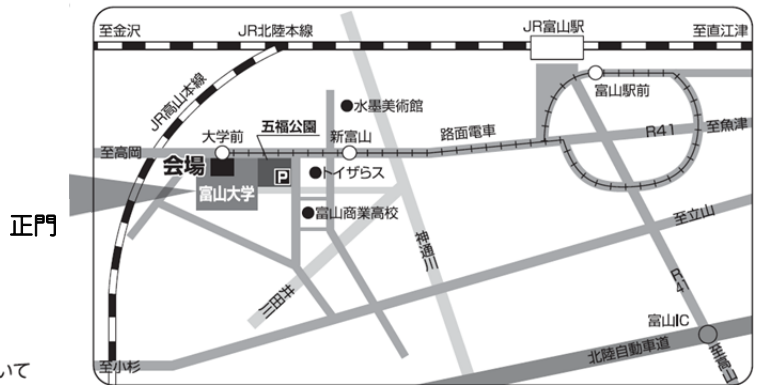 至金沢
JR北陸本線
JR富山駅
至直江津
JR高山本線
富山駅前
水墨美術館
大学前
五福公園
新富山
路面電車
R41
至魚津
至高岡
会場
P
トイザらス
富山大学
富山商業高校
正門
神通川
至立山
井田川
R41
富山IC
北陸自動車道
至高山
至小杉
いて